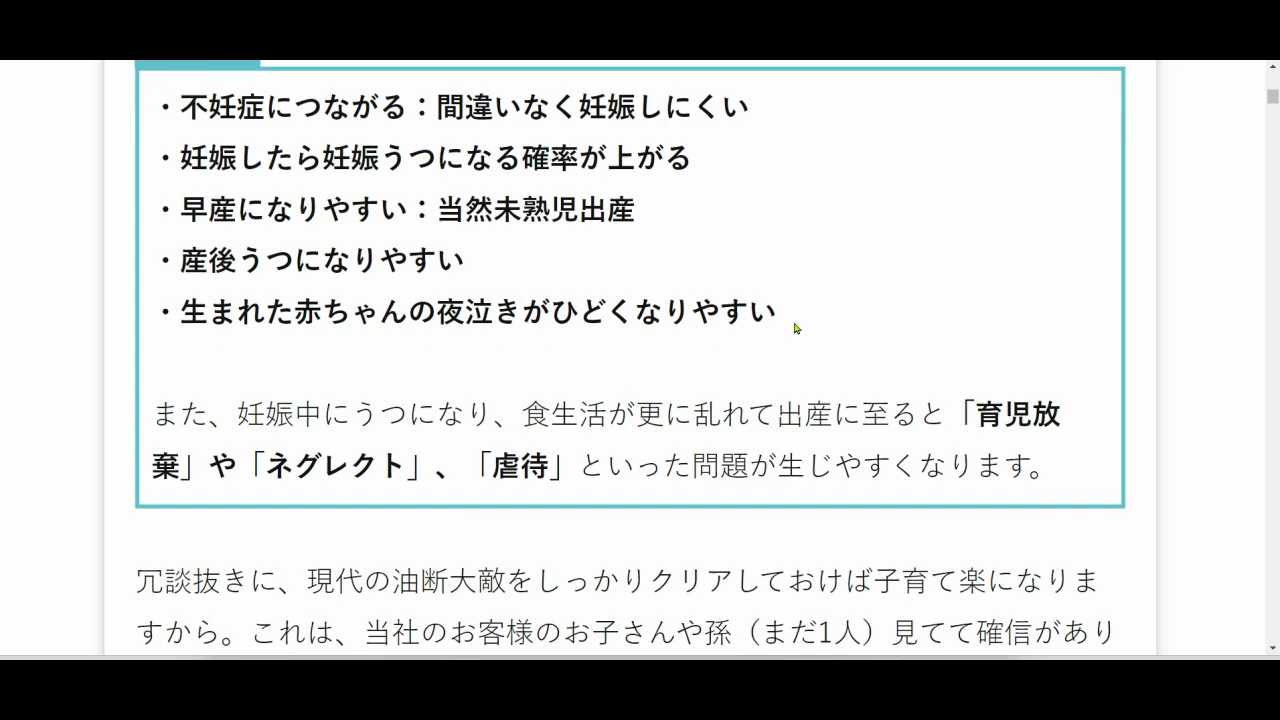 ・不妊症につながる：間違いなく妊娠しにくい
・妊娠したら妊娠うつになる確率が上がる
・早産になりやすい：当然未熟児出産
・産後うつになりやすい
・生まれた赤ちゃんの夜泣きがひどくなりやすい
また、妊娠中にうつになり、食生活が更に乱れて出産に至ると「育児放
棄」や「ネグレクト」、「虐待」といった問題が生じやすくなります。
冗談抜きに、現代の油断大敵をしっかりクリアしておけば子育て楽になりま
すから。これは、当社のお客様のお子さんや孫（まだ1人）見てて確信があり